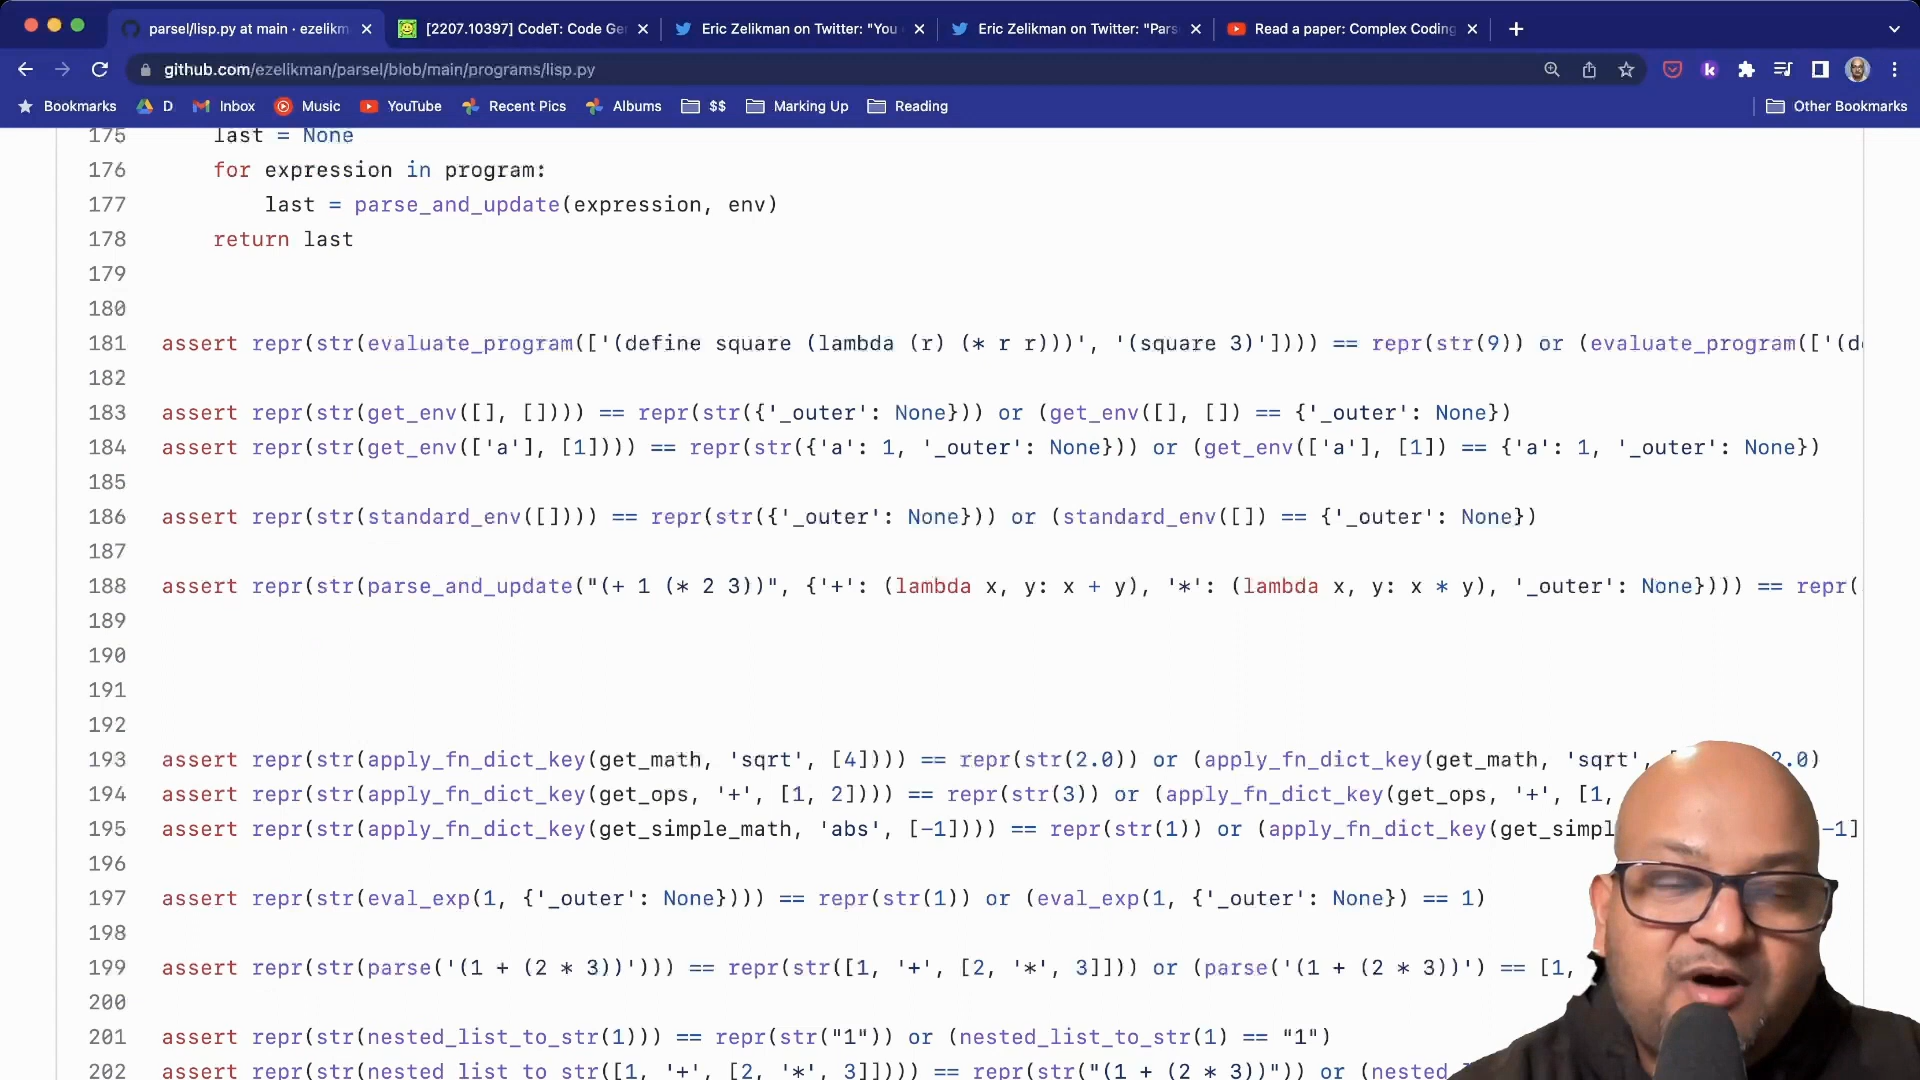 parsel/lisp.py at main · ezelikm
[2207.10397] CodeT: Code Ge
Eric Zelikman on Twitter: "You
Eric Zelikman on Twitter: "Pars
Read a paper: Complex Coding
github.com/ezelikman/parsel/blob/main/programs/lisp.py
Bookmarks D Inbox Music YouTube Recent Pics Albums $$ Marking Up Reading Other Bookmarks
175 last = None
176 for expression in program:
177 last = parse_and_update(expression, env)
178 return last
179
180
181 assert repr(str(evaluate_program(['(define square (lambda (r) (* r r)))', '(square 3)']))) == repr(str(9)) or (evaluate_program(['(d
182
183 assert repr(str(get_env([], []))) == repr(str({'_outer': None})) or (get_env([], []) == {'_outer': None})
184 assert repr(str(get_env(['a'], [1]))) == repr(str({'a': 1, '_outer': None})) or (get_env(['a'], [1]) == {'a': 1, '_outer': None})
185
186 assert repr(str(standard_env([]))) == repr(str({'_outer': None})) or (standard_env([]) == {'_outer': None})
187
188 assert repr(str(parse_and_update("(+ 1 (* 2 3))", {'+': (lambda x, y: x + y), '*': (lambda x, y: x * y), '_outer': None}))) == repr(
189
190
191
192
193 assert repr(str(apply_fn_dict_key(get_math, 'sqrt', [4]))) == repr(str(2.0)) or (apply_fn_dict_key(get_math, 'sqrt', 2.0)
194 assert repr(str(apply_fn_dict_key(get_ops, '+', [1, 2]))) == repr(str(3)) or (apply_fn_dict_key(get_ops, '+', [1,
195 assert repr(str(apply_fn_dict_key(get_simple_math, 'abs', [-1]))) == repr(str(1)) or (apply_fn_dict_key(get_simpl -1]
196
197 assert repr(str(eval_exp(1, {'_outer': None}))) == repr(str(1)) or (eval_exp(1, {'_outer': None}) == 1)
198
199 assert repr(str(parse('(1 + (2 * 3))'))) == repr(str([1, '+', [2, '*', 3]])) or (parse('(1 + (2 * 3))') == [1,
200
201 assert repr(str(nested_list_to_str(1))) == repr(str("1")) or (nested_list_to_str(1) == "1")
202 assert repr(str(nested_list_to_str([1, '+', [2, '*', 3]]))) == repr(str("(1 + (2 * 3))")) or (nested_l